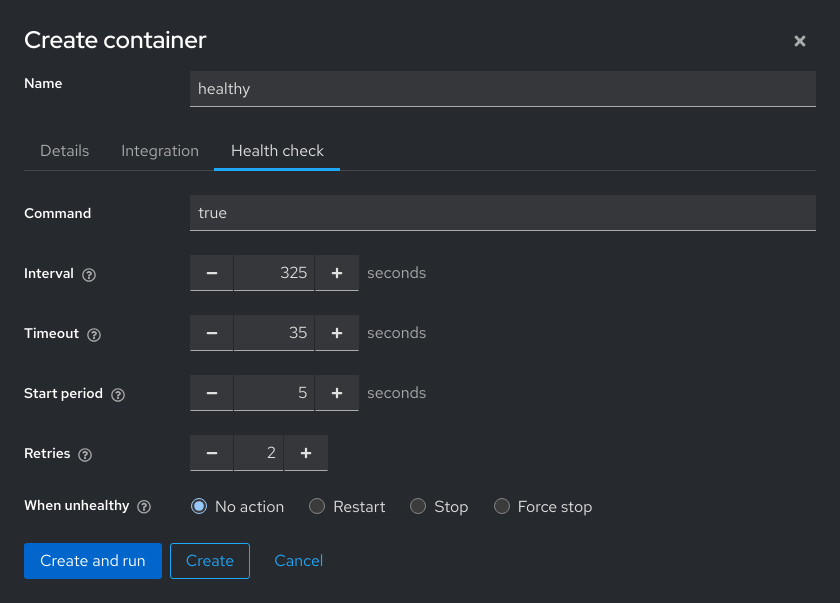 Create container
Name
healthy
Details Integration Health check
Command
true
Interval
325
seconds
Timeout
35
seconds
Start period
5
seconds
Retries
2
When unhealthy
No action Restart Stop Force stop
Create and run Create Cancel